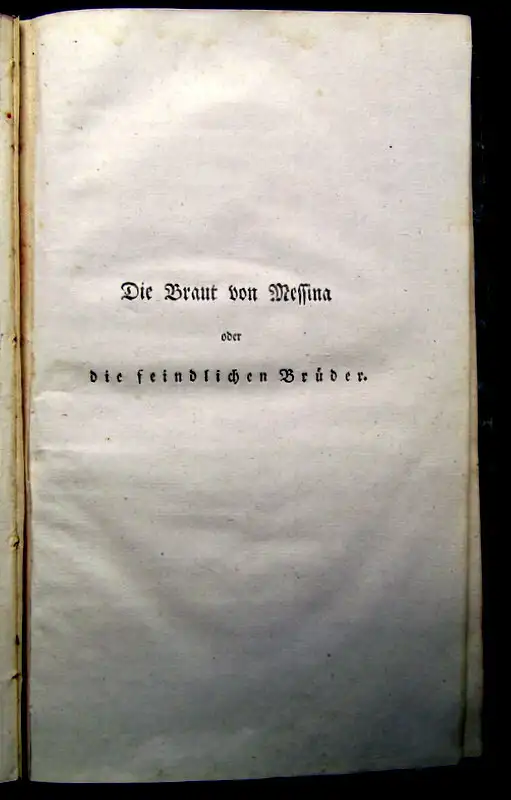 Die Braut von Messina
oder
die feindlichen Brüder.